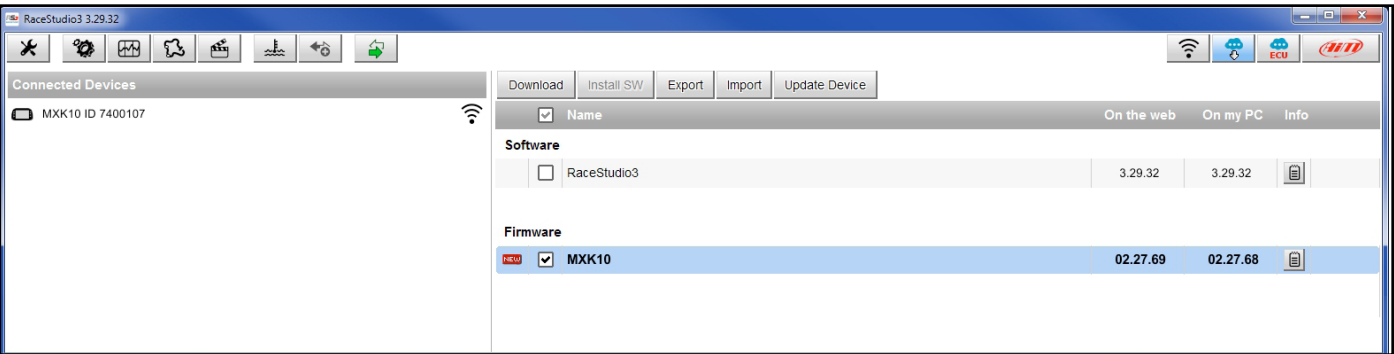 RaceStudio3 3.29.32
ECU
AiM
Connected Devices
MXK10 ID 7400107
Download Install SW Export Import Update Device
Name On the web On my PC Info
Software
RaceStudio3 3.29.32 3.29.32
Firmware
NEW MXK10 02.27.69 02.27.68